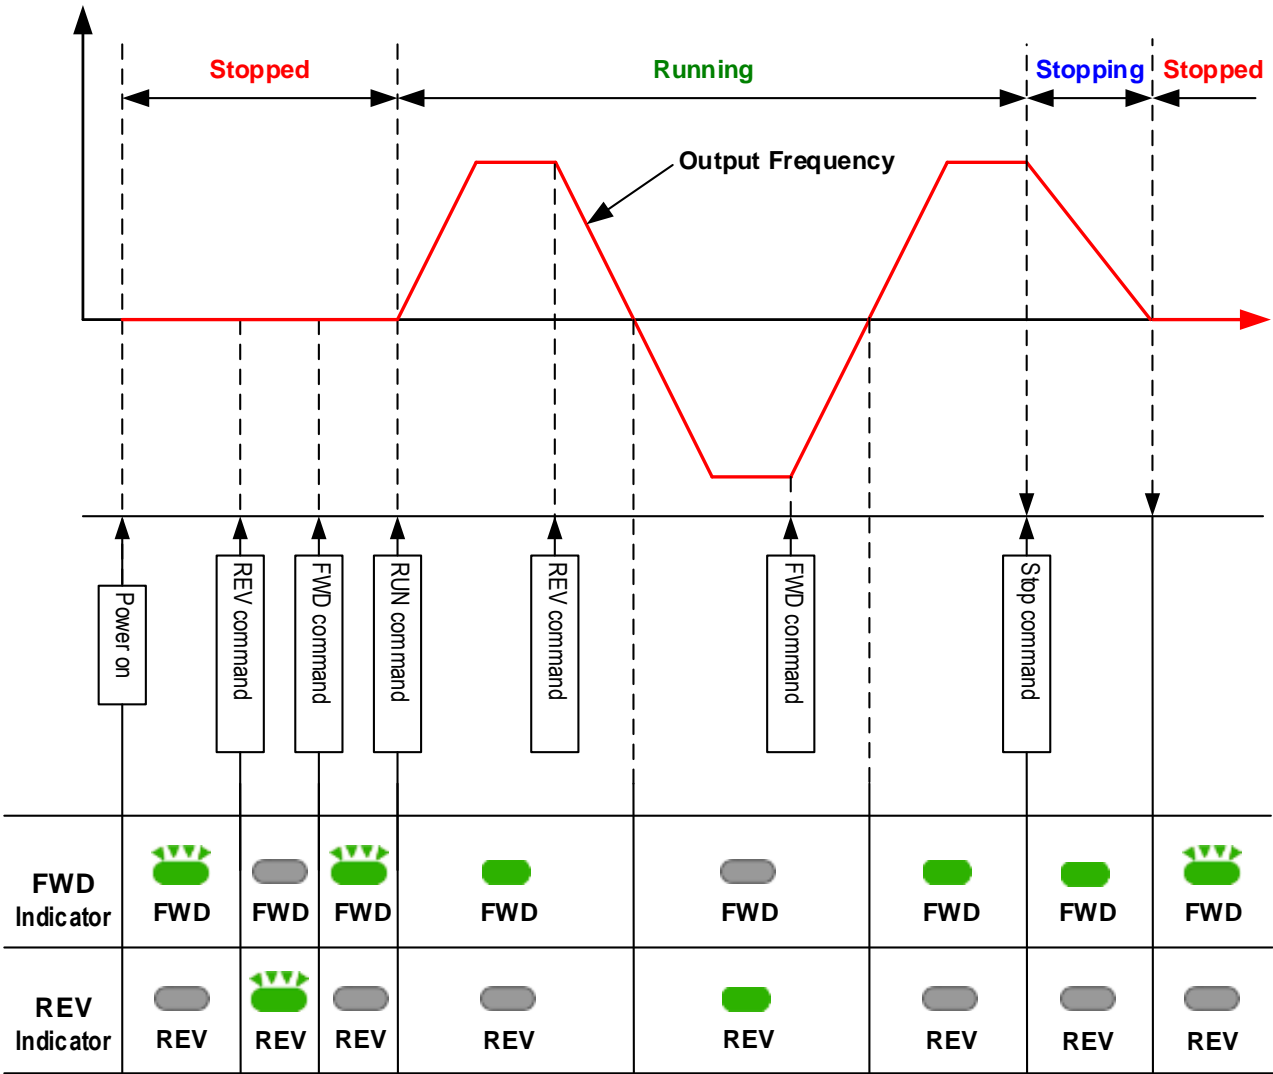 Stopped
Running
Stopping
Stopped
Output Frequency
Power on
REV command
FWD command
RUN command
REV command
FWD command
Stop command
FWD
Indicator
FWD
FWD
FWD
FWD
FWD
FWD
FWD
FWD
REV
Indicator
REV
REV
REV
REV
REV
REV
REV
REV